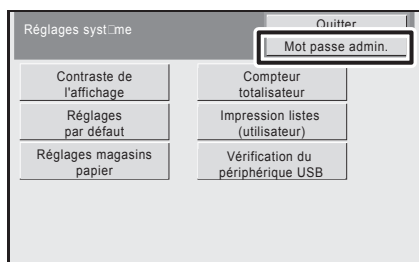 Réglages syst□me
Quitter
Mot passe admin.
Contraste de
l'affichage
Compteur
totalisateur
Réglages
par défaut
Impression listes
(utilisateur)
Réglages magasins
papier
Vérification du
périphérique USB